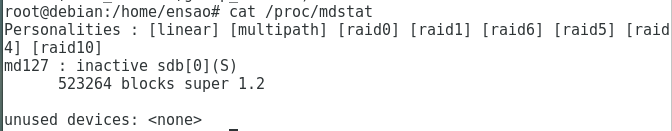 root@debian:/home/ensao# cat /proc/mdstat
Personalities : [linear] [multipath] [raid0] [raid1] [raid6] [raid5] [raid
4] [raid10]
md127 : inactive sdb[0](S)
      523264 blocks super 1.2

unused devices: <none>